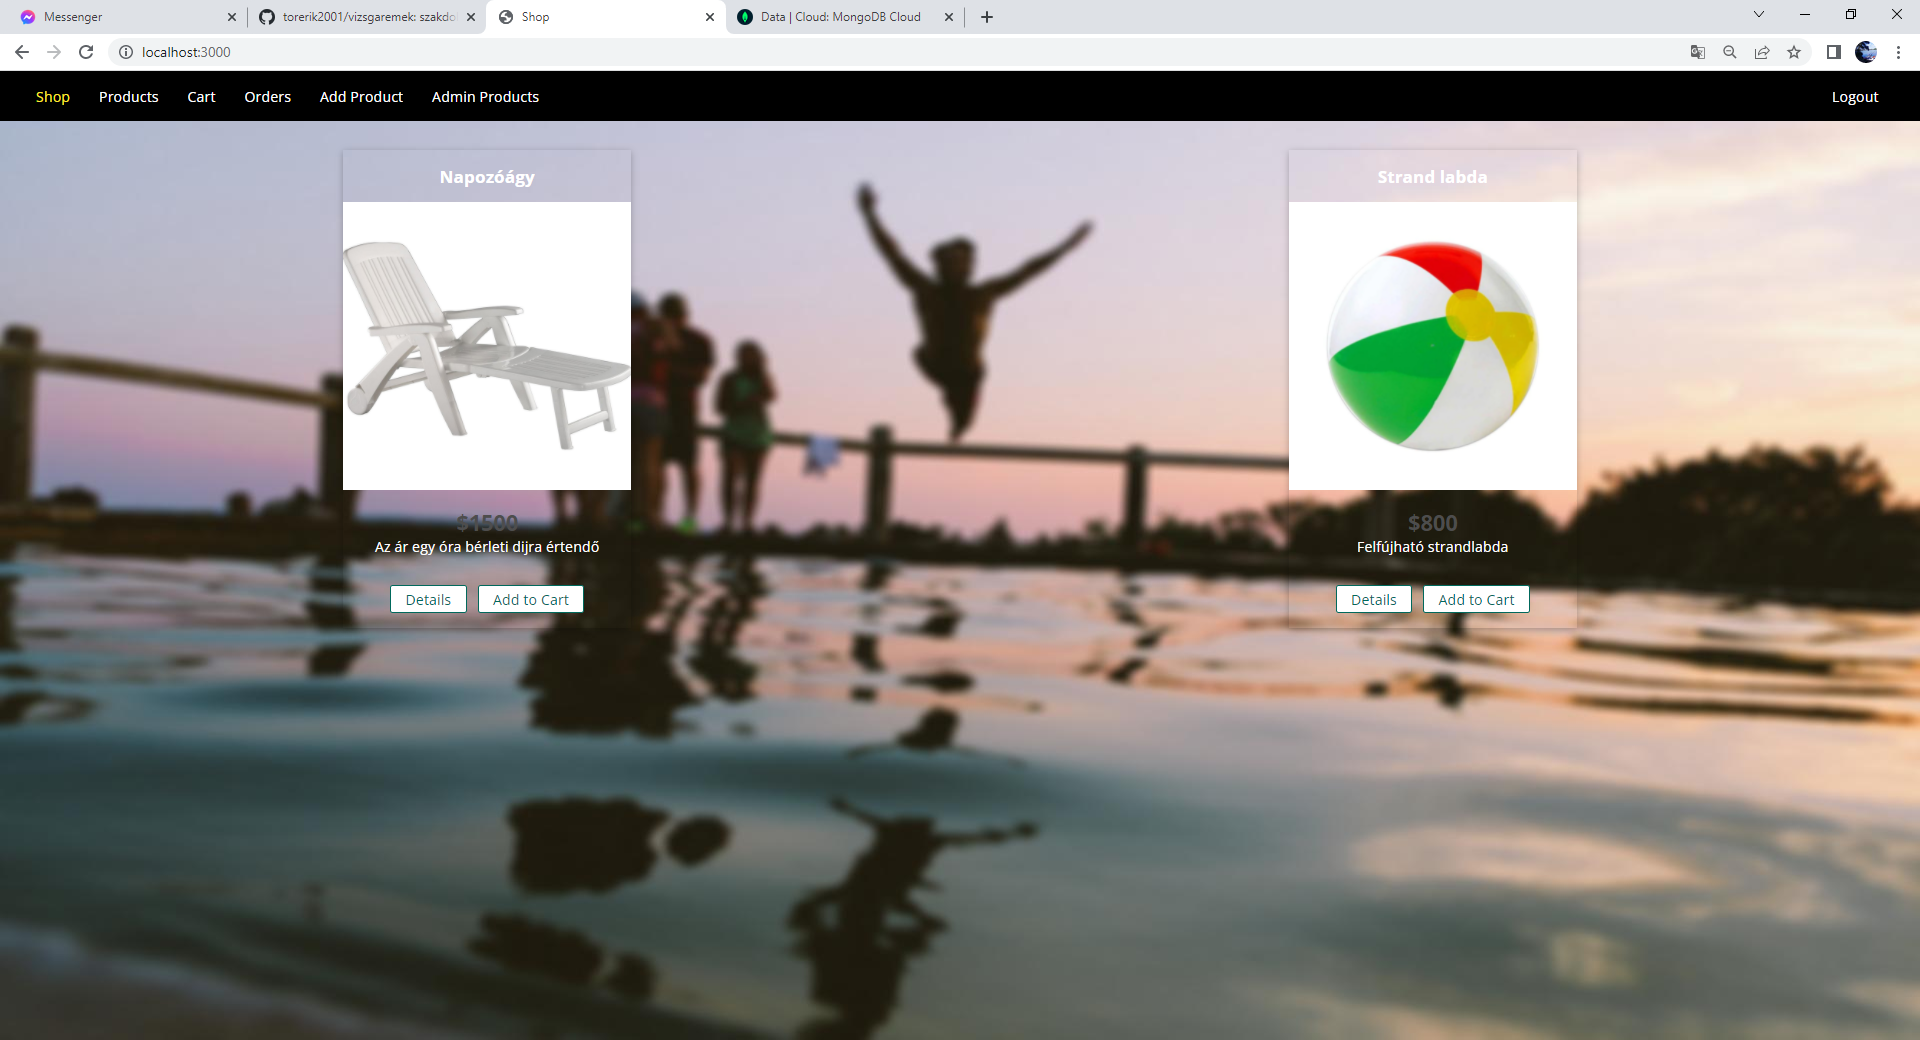 Messenger
torerik2001/vizsgaremek: szakdo
Shop
Data | Cloud: MongoDB Cloud
localhost:3000
Shop
Products
Cart
Orders
Add Product
Admin Products
Logout
Napozóágy
$1500
Az ár egy óra bérleti dijra értendő
Details
Add to Cart
Strand labda
$800
Felfújható strandlabda
Details
Add to Cart